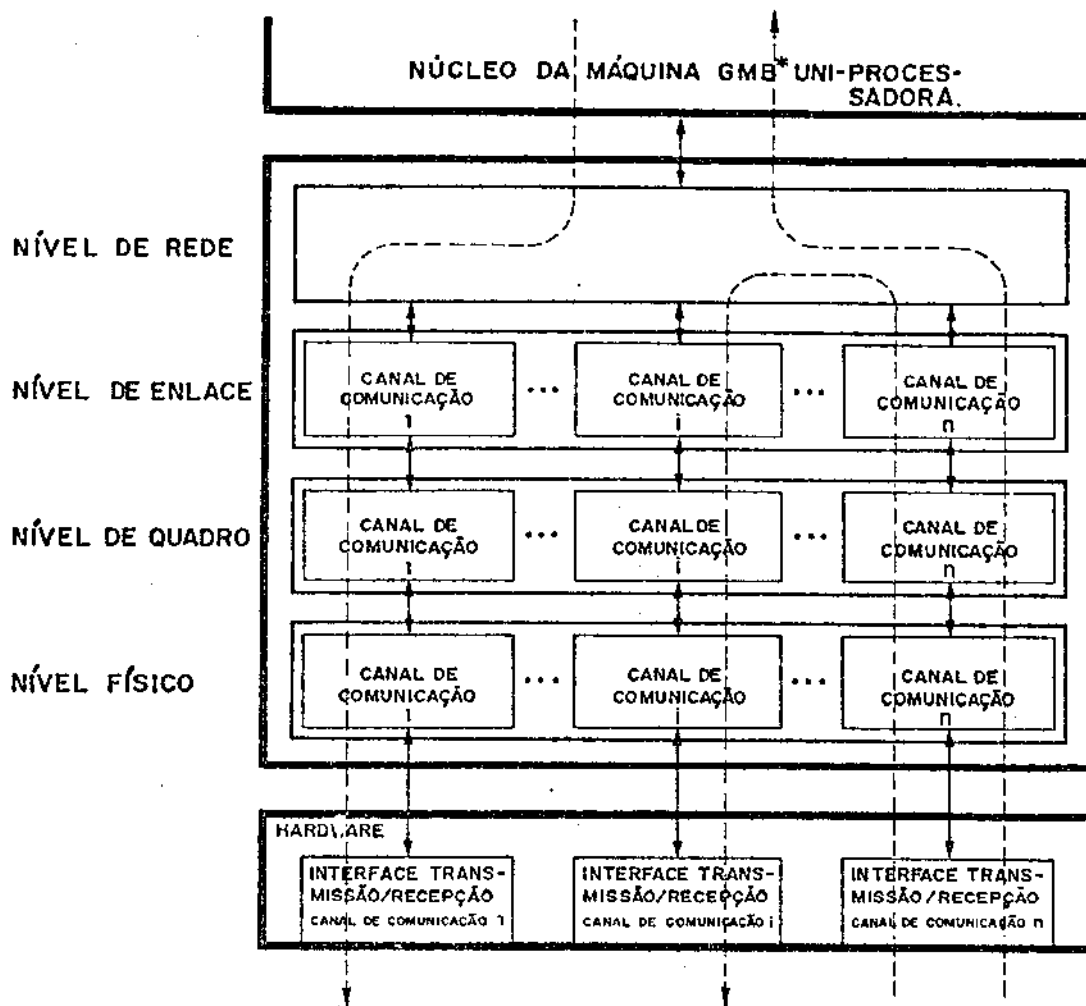 NÚCLEO DA MÁQUINA GMB* UNI-PROCES-
SADORA.
NÍVEL DE REDE
NÍVEL DE ENLACE
CANAL DE
COMUNICAÇÃO
1
...
CANAL DE
COMUNICAÇÃO
i
...
CANAL DE
COMUNICAÇÃO
n
NÍVEL DE QUADRO
CANAL DE
COMUNICAÇÃO
1
...
CANAL DE
COMUNICAÇÃO
i
...
CANAL DE
COMUNICAÇÃO
n
NÍVEL FÍSICO
CANAL DE
COMUNICAÇÃO
1
...
CANAL DE
COMUNICAÇÃO
i
...
CANAL DE
COMUNICAÇÃO
n
HARDWARE
INTERFACE TRANS-
MISSÃO/RECEPÇÃO
CANAL DE COMUNICAÇÃO 1
INTERFACE TRANS-
MISSÃO/RECEPÇÃO
CANAL DE COMUNICAÇÃO i
INTERFACE TRANS-
MISSÃO/RECEPÇÃO
CANAL DE COMUNICAÇÃO n